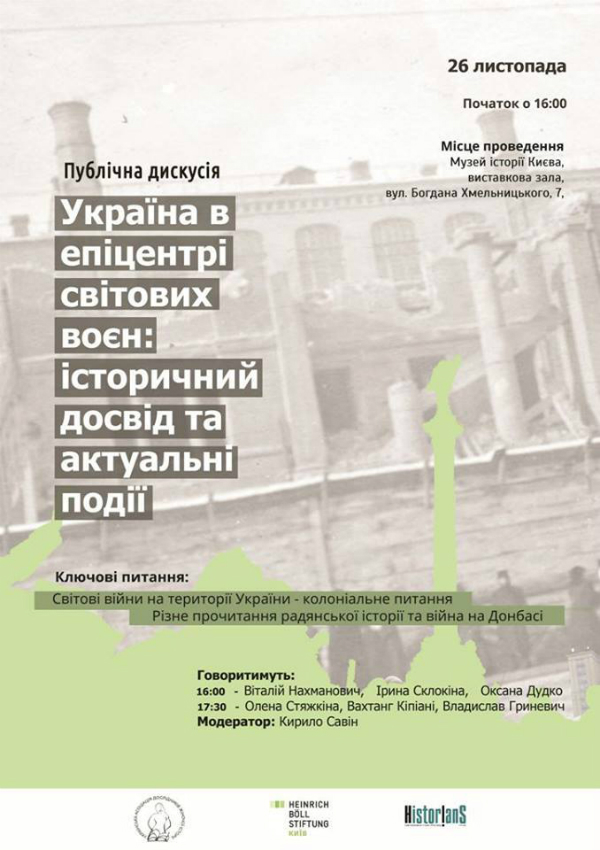 26 листопада
Початок о 16:00
Місце проведення
Музей історії Києва,
виставкова зала,
вул. Богдана Хмельницького, 7,
Публічна дискусія
Україна в
епіцентрі
світових
воєн:
історичний
досвід та
актуальні
події
Ключові питання:
Світові війни на території України - колоніальне питання
Різне прочитання радянської історії та війна на Донбасі
Говоритимуть:
16:00 - Віталій Нахманович, Ірина Склокіна, Оксана Дудко
17:30 - Олена Стяжкіна, Вахтанг Кіпіані, Владислав Гриневич
Модератор: Кирило Савін
HEINRICH
BÖLL
STIFTUNG
КИЇВ
HistorIanS